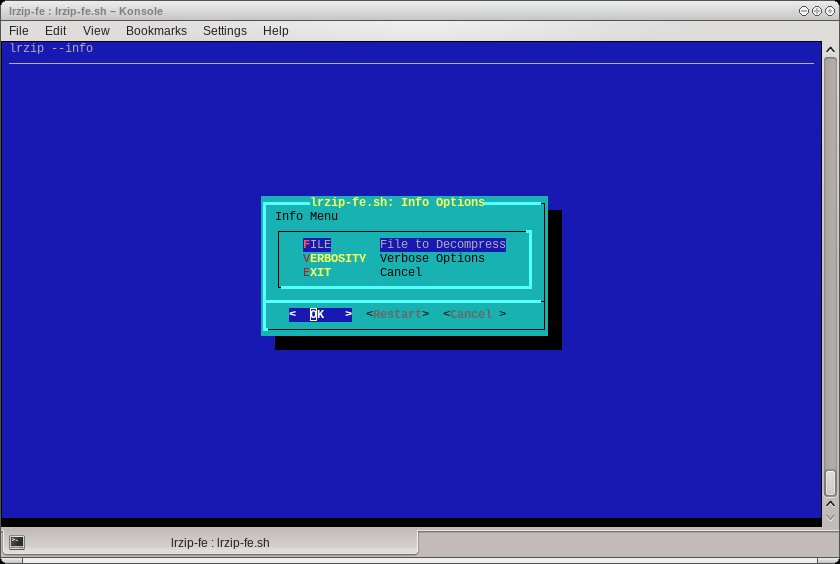 lrzip-fe : lrzip-fe.sh – Konsole
File Edit View Bookmarks Settings Help
lrzip --info
lrzip-fe.sh: Info Options
Info Menu
FILE File to Decompress
VERBOSITY Verbose Options
EXIT Cancel
< OK > <Restart> <Cancel >
lrzip-fe : lrzip-fe.sh